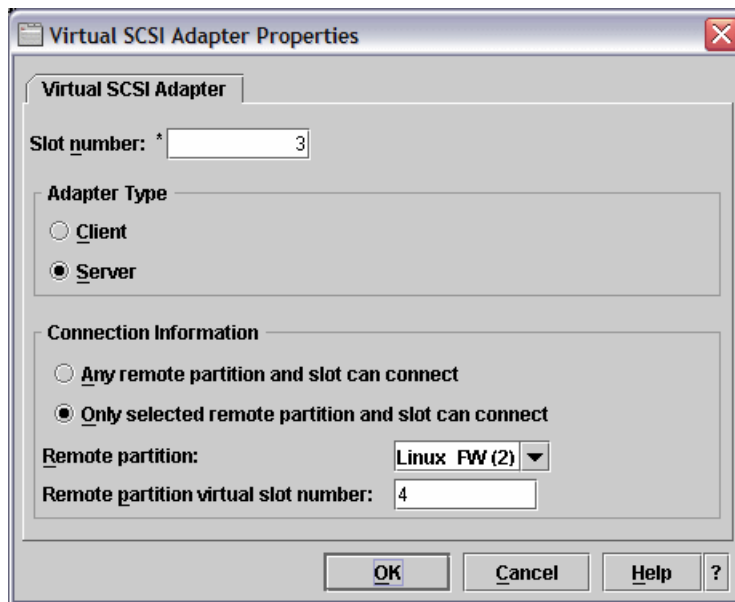 Virtual SCSI Adapter Properties
Virtual SCSI Adapter
Slot number: * 3
Adapter Type
Client
Server
Connection Information
Any remote partition and slot can connect
Only selected remote partition and slot can connect
Remote partition: Linux FW (2)
Remote partition virtual slot number: 4
OK Cancel Help ?